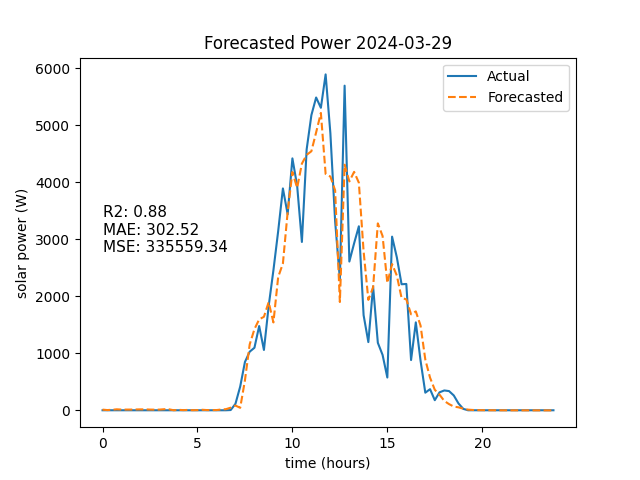 Forecasted Power 2024-03-29
Actual
Forecasted
6000
5000
4000
3000
2000
1000
0
solar power (W)
R2: 0.88
MAE: 302.52
MSE: 335559.34
0
5
10
15
20
time (hours)